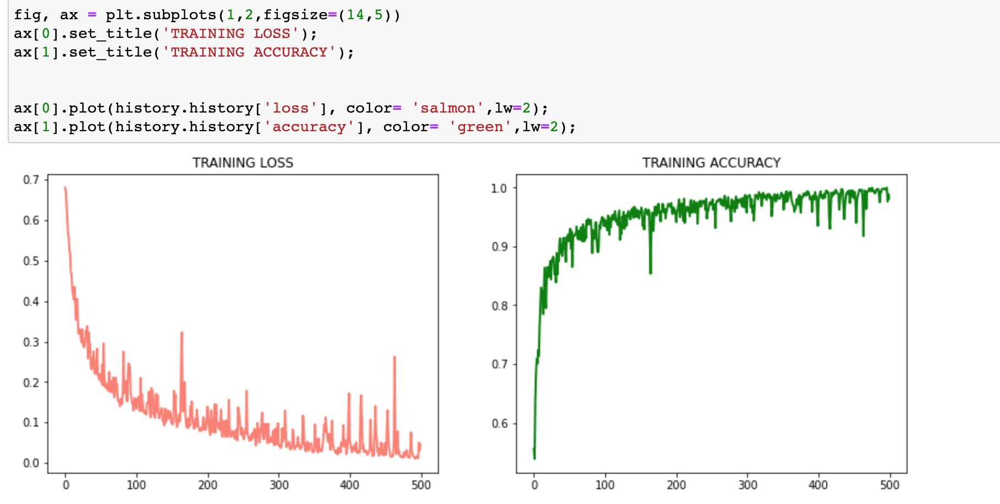 fig, ax = plt.subplots(1,2,figsize=(14,5))
ax[0].set_title('TRAINING LOSS');
ax[1].set_title('TRAINING ACCURACY');
ax[0].plot(history.history['loss'], color= 'salmon',lw=2);
ax[1].plot(history.history['accuracy'], color= 'green',lw=2);
TRAINING LOSS
0.7
0.6
0.5
0.4
0.3
0.2
0.1
0.0
0 100 200 300 400 500
TRAINING ACCURACY
1.0
0.9
0.8
0.7
0.6
0 100 200 300 400 500